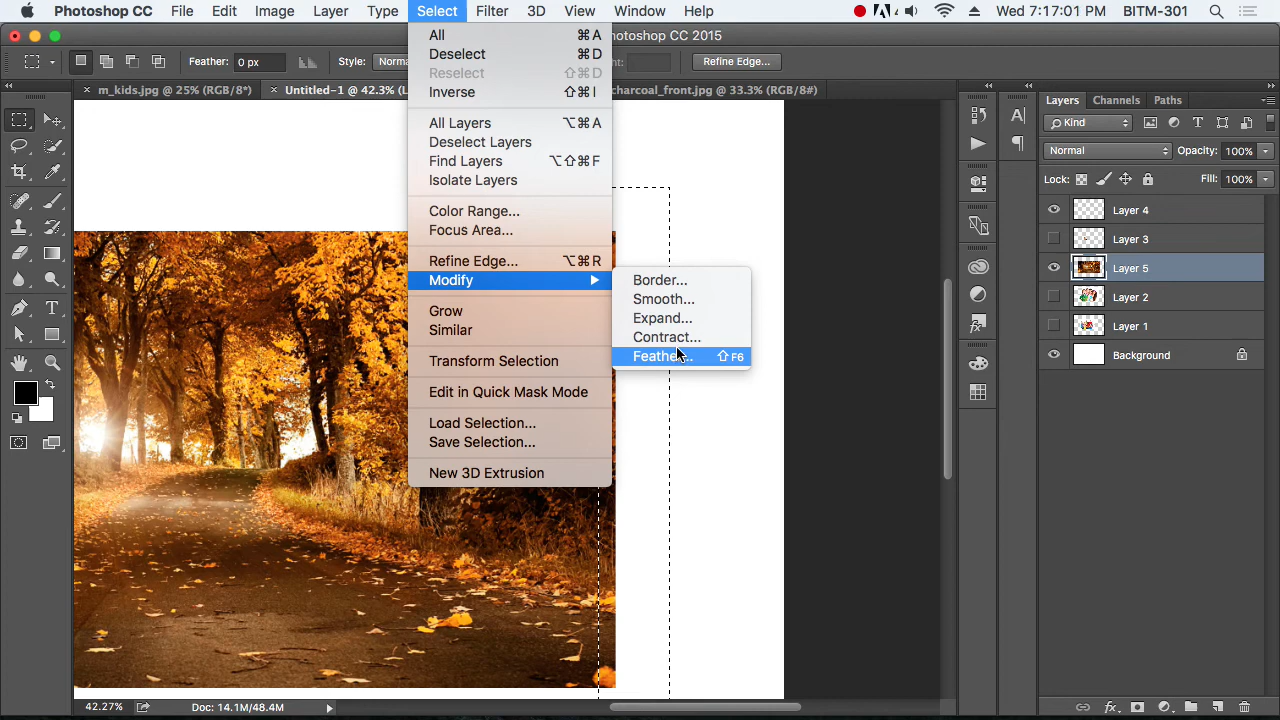 Photoshop CC File Edit Image Layer Type Select Filter 3D View Window Help Wed 7:17:01 PM BITM-301
hotoshop CC 2015
Feather: 0 px Style: Norma ht: Refine Edge...
× m_kids.jpg @ 25% (RGB/8*) × Untitled-1 @ 42.3% (L charcoal_front.jpg @ 33.3% (RGB/8#)
All ⌘A
Deselect ⌘D
Reselect ⇧⌘D
Inverse ⇧⌘I
All Layers ⌥⌘A
Deselect Layers
Find Layers ⌥⇧⌘F
Isolate Layers
Color Range...
Focus Area...
Refine Edge... ⌥⌘R
Modify
Grow
Similar
Transform Selection
Edit in Quick Mask Mode
Load Selection...
Save Selection...
New 3D Extrusion
Border...
Smooth...
Expand...
Contract...
Feather... ⇧F6
Layers Channels Paths
Kind
Normal Opacity: 100%
Lock: Fill: 100%
Layer 4
Layer 3
Layer 5
Layer 2
Layer 1
Background
42.27% Doc: 14.1M/48.4M